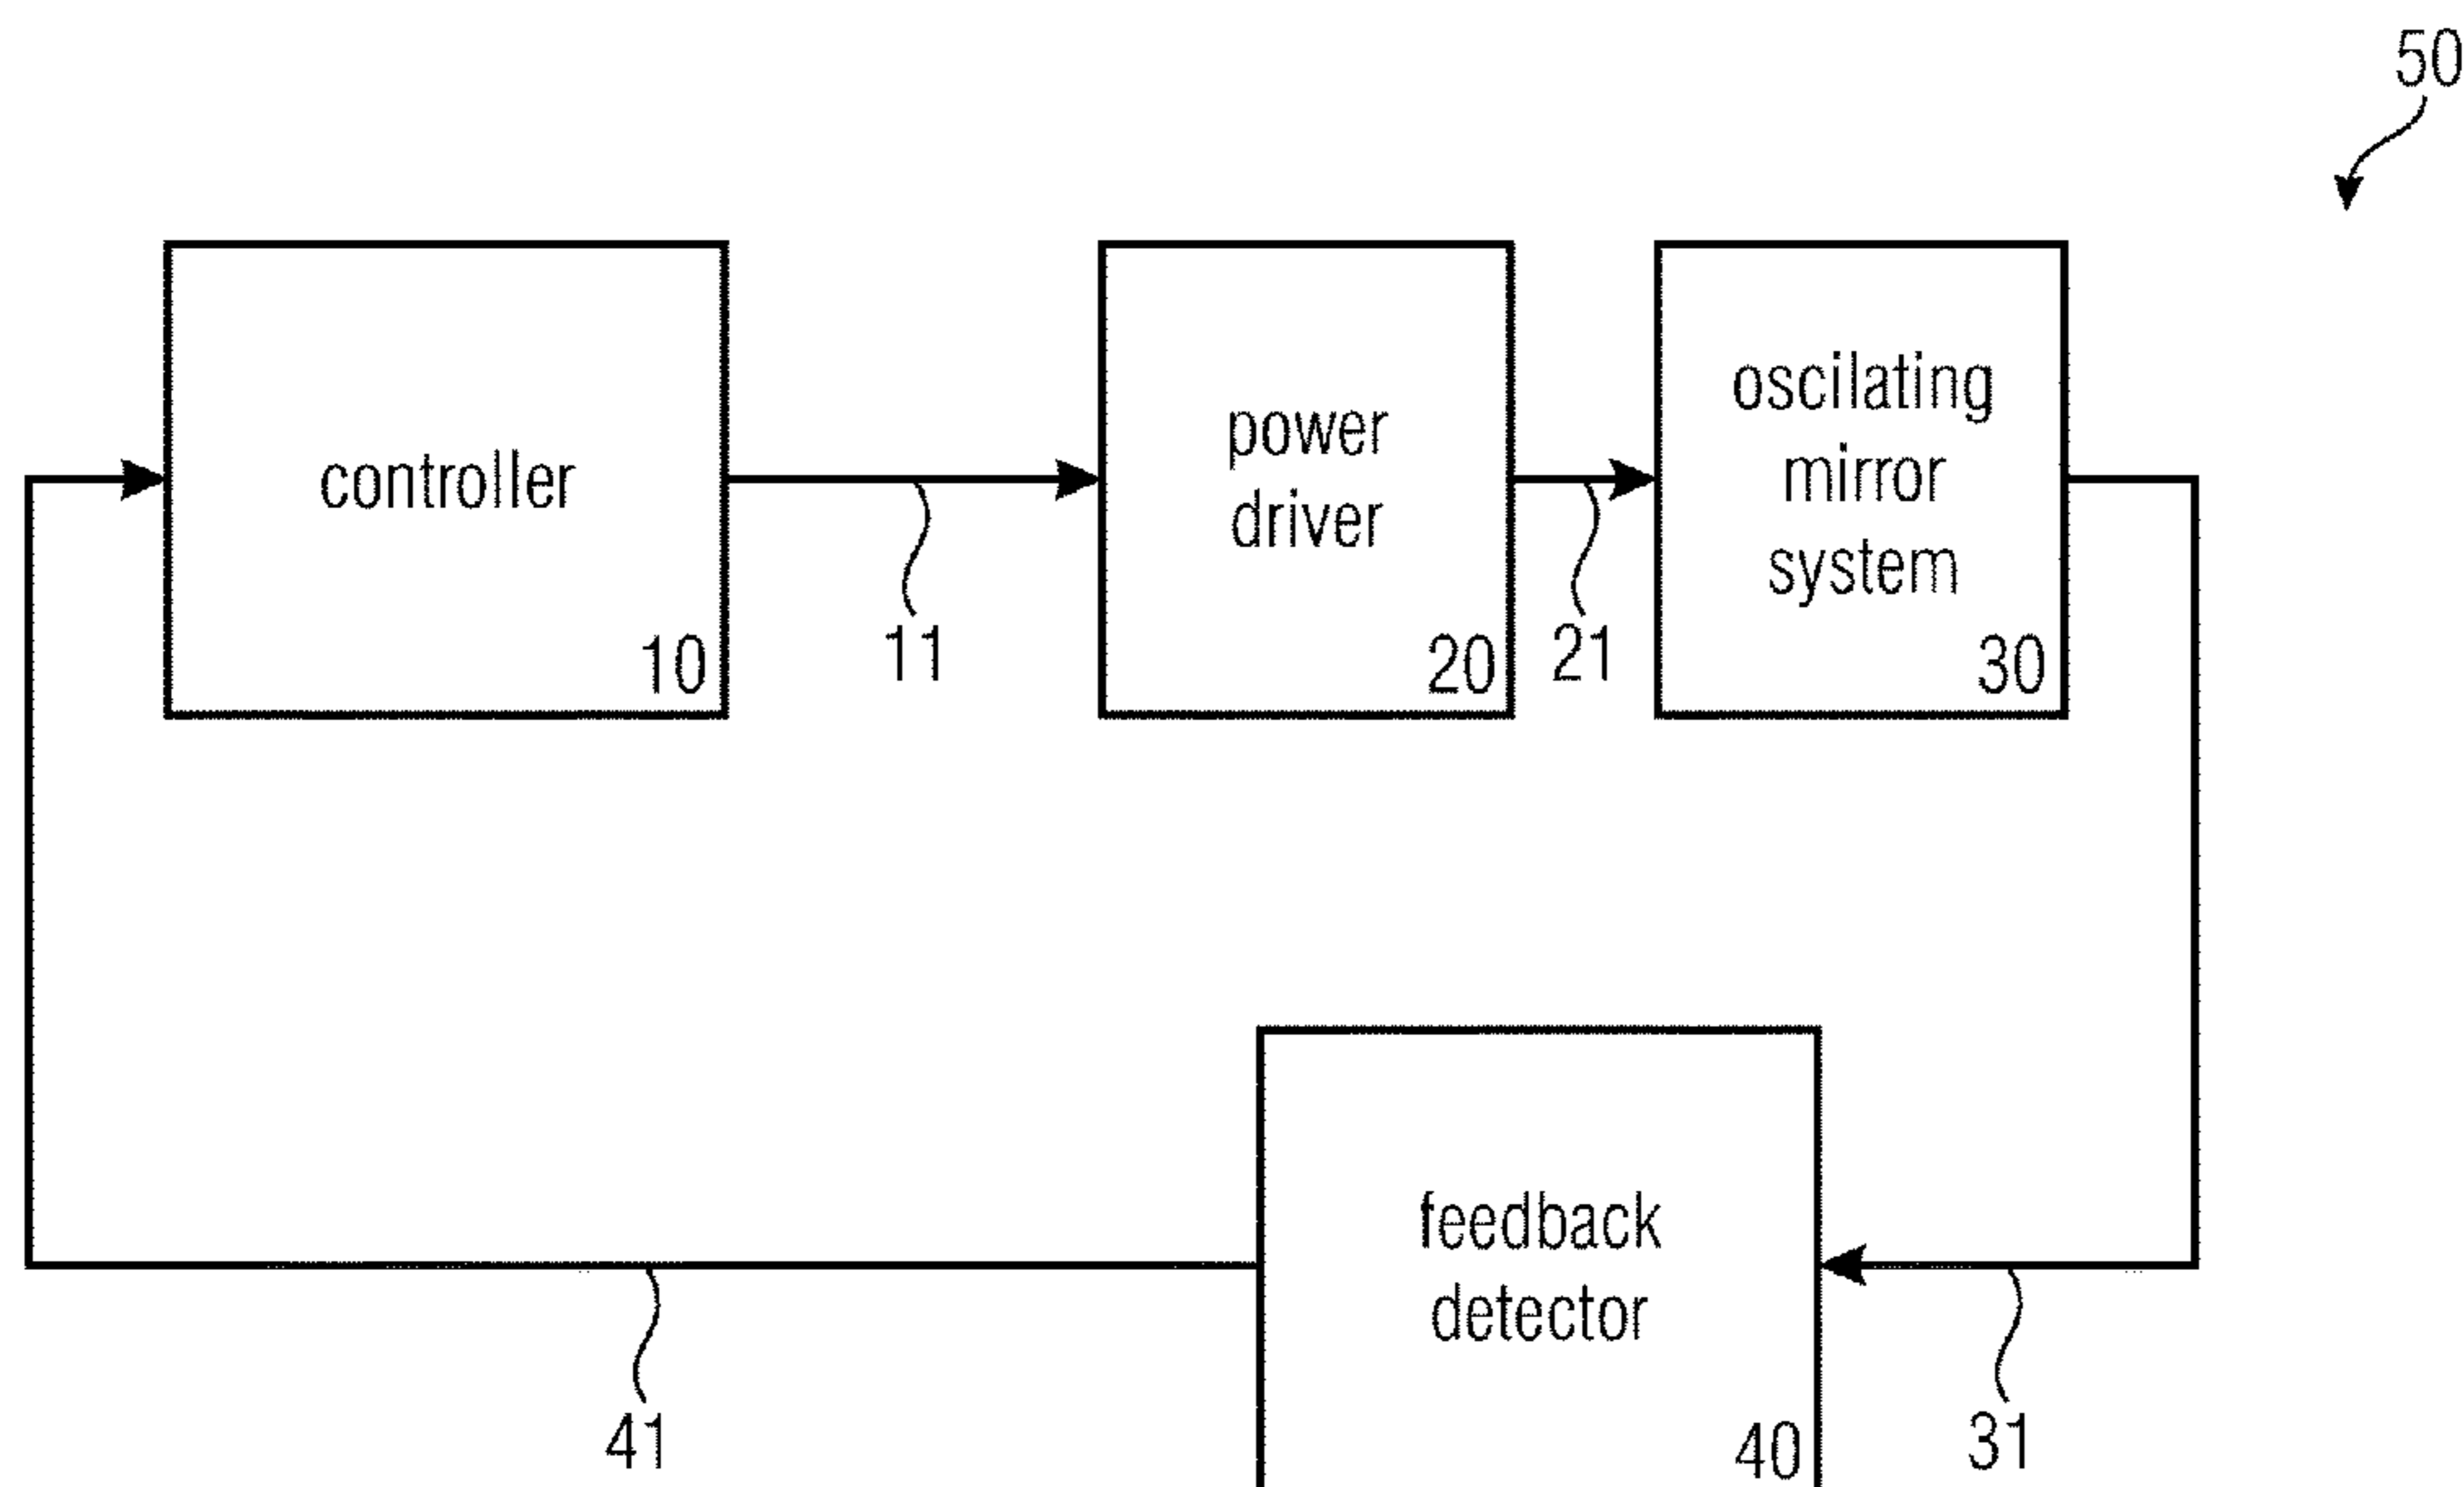 50
controller
10
11
power
driver
20
21
oscilating
mirror
system
30
feedback
detector
40
41
31